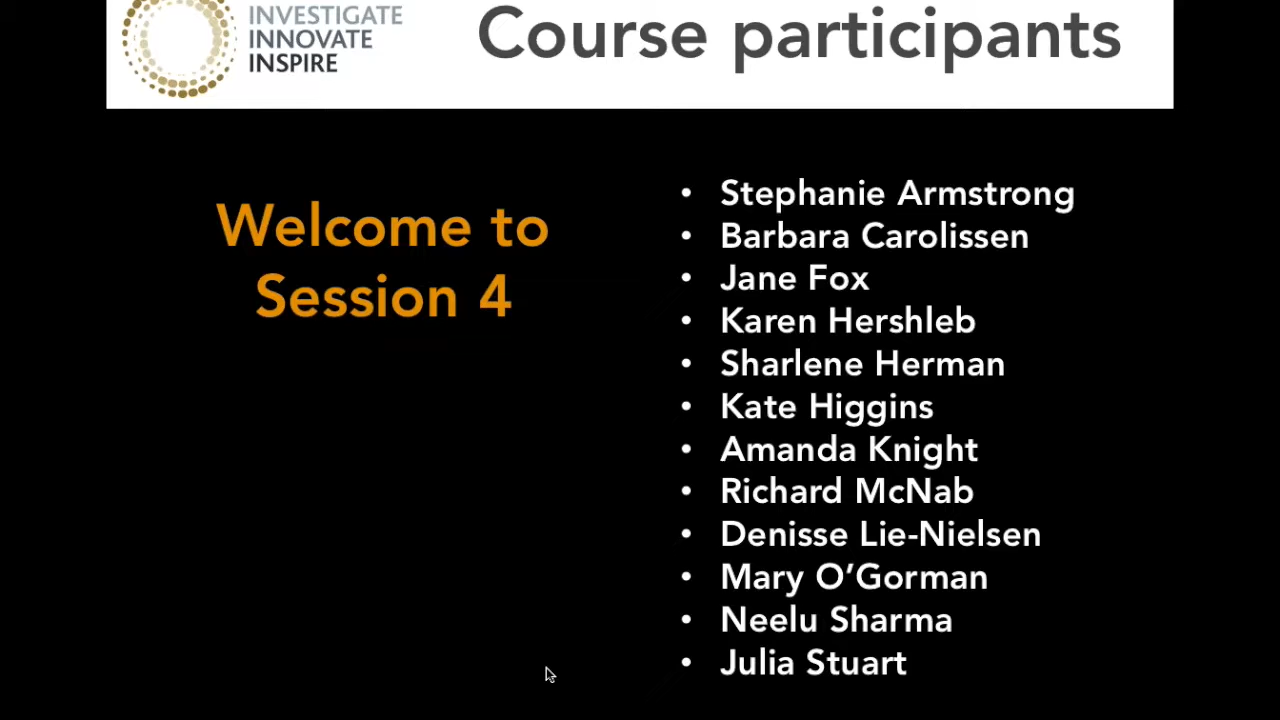 INVESTIGATE
INNOVATE
INSPIRE
Course participants
Welcome to
Session 4
• Stephanie Armstrong
• Barbara Carolissen
• Jane Fox
• Karen Hershleb
• Sharlene Herman
• Kate Higgins
• Amanda Knight
• Richard McNab
• Denisse Lie-Nielsen
• Mary O’Gorman
• Neelu Sharma
• Julia Stuart